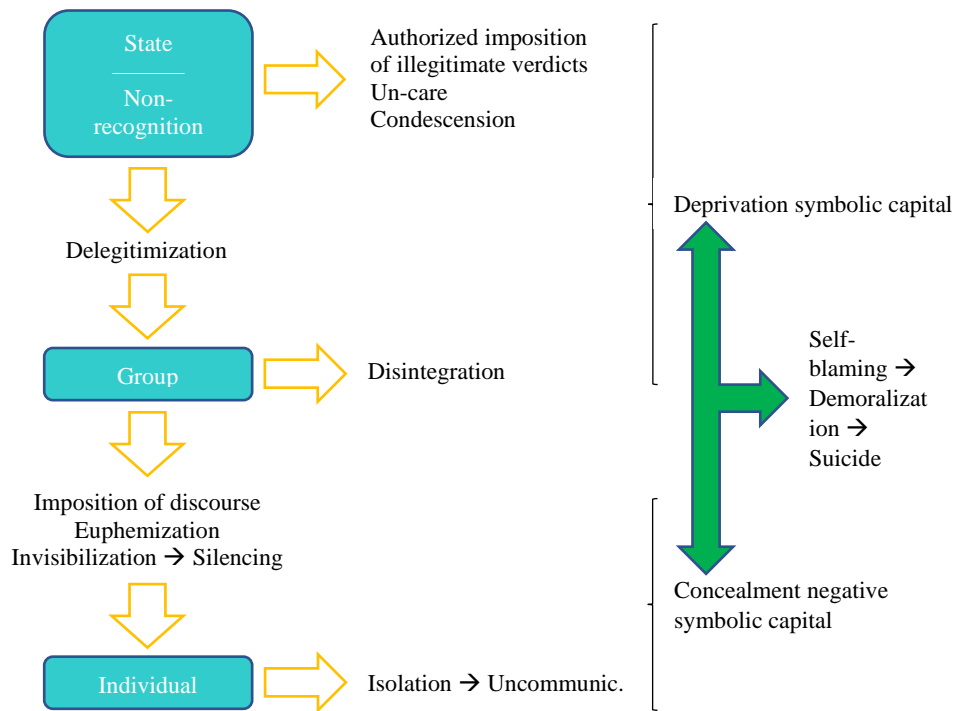 State
Non-
recognition
Authorized imposition
of illegitimate verdicts
Un-care
Condescension
Deprivation symbolic capital
Delegitimization
Group
Disintegration
Self-
blaming →
Demoralizat
ion →
Suicide
Imposition of discourse
Euphemization
Invisibilization → Silencing
Concealment negative
symbolic capital
Individual
Isolation → Uncommunic.